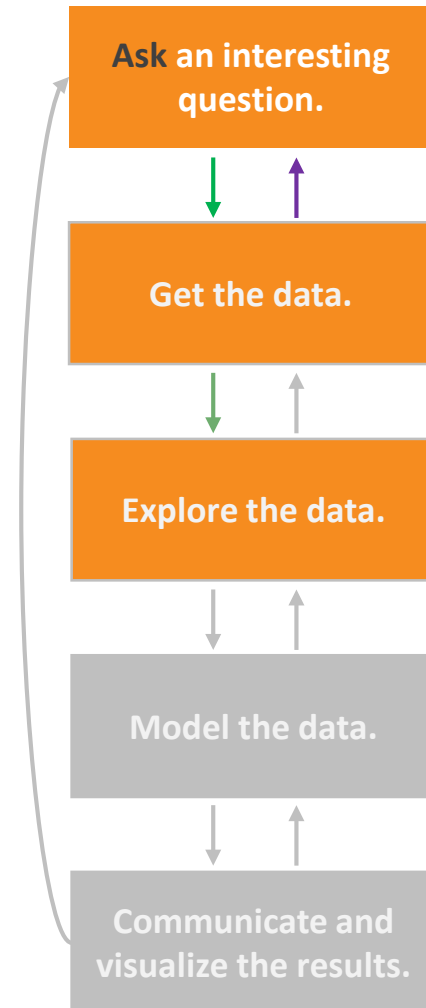 Ask an interesting
question.
Get the data.
Explore the data.
Model the data.
Communicate and
visualize the results.